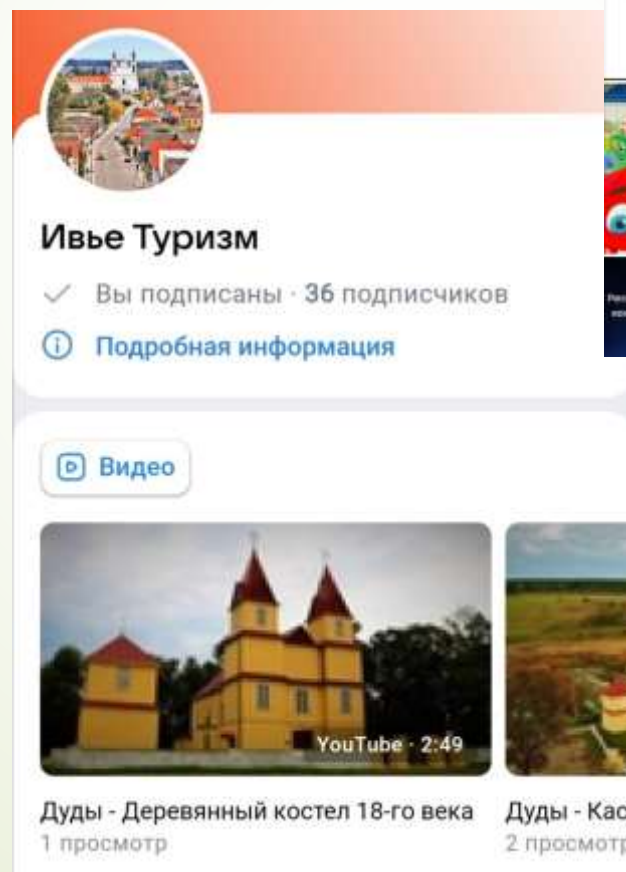 Ивье Туризм
Вы подписаны · 36 подписчиков
Подробная информация
Видео
YouTube · 2:49
Дуды - Деревянный костел 18-го века
1 просмотр
Дуды - Кас
2 просмотр